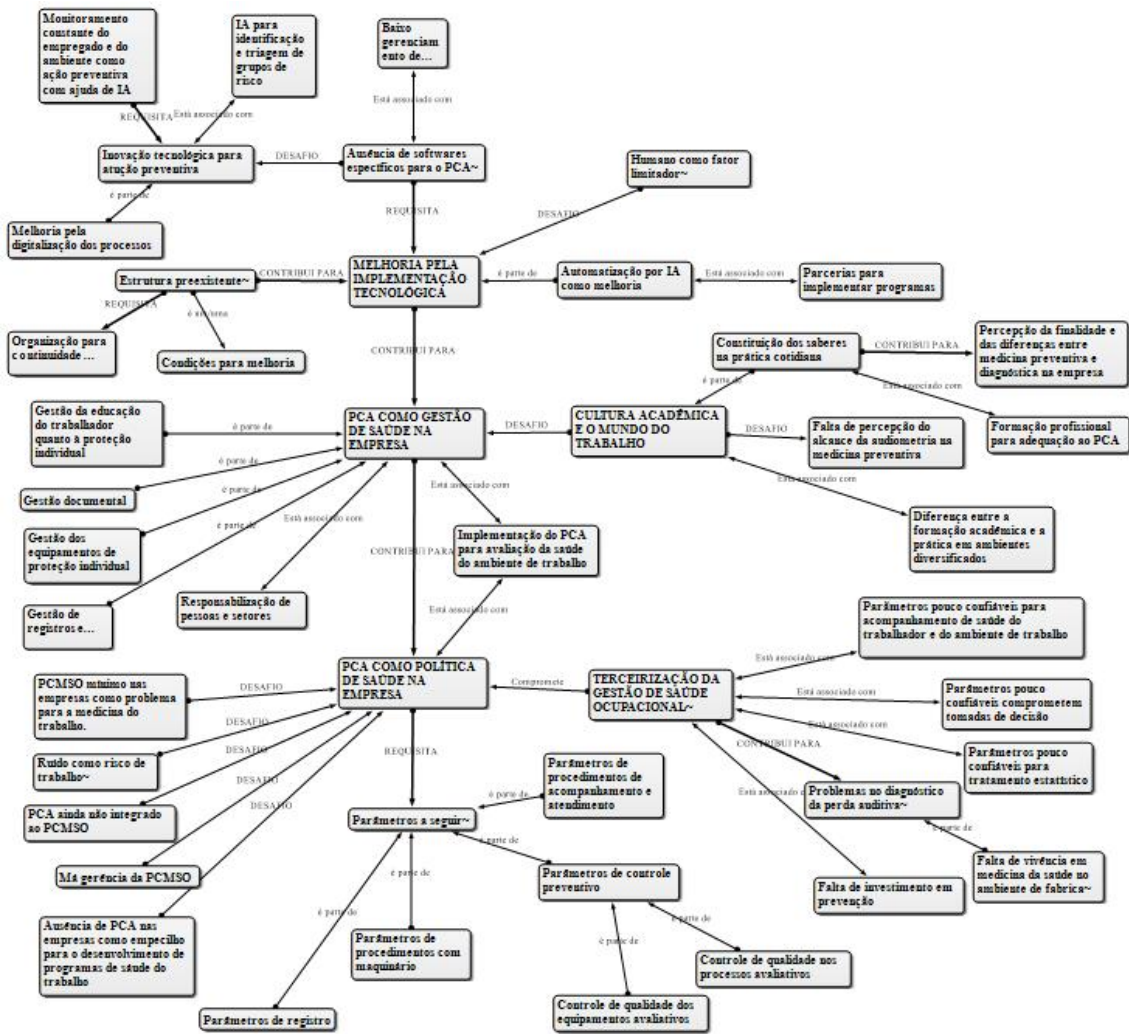 Monitoramento
constante do
empregado e do
ambiente como
ação preventiva
com ajuda de IA
IA para
identificação
e triagem de
grupos de
risco
Baixo
gerenciam
ento de...
REQUISITA
Está associado com
Está associado com
Inovação tecnológica para
atução preventiva
DESAFIO
Ausência de softwares
específicos para o PCA~
Humano como fator
limitador~
é parte de
REQUISITA
DESAFIO
Melhoria pela
digitalização dos processos
Estrutura preexistente~
CONTRIBUI PARA
MELHORIA PELA
IMPLEMENTAÇÃO
TECNOLÓGICA
é parte de
Automatização por IA
como melhoria
Está associado com
Parcerias para
implementar programas
REQUISITA
é um/uma
Organização para
continuidade ...
Condições para melhoria
CONTRIBUI PARA
Constituição dos saberes
na prática cotidiana
CONTRIBUI PARA
Percepção da finalidade e
das diferenças entre
medicina preventiva e
diagnóstica na empresa
é parte de
Está associado com
Gestão da educação
do trabalhador
quanto à proteção
individual
é parte de
PCA COMO GESTÃO
DE SAÚDE NA
EMPRESA
DESAFIO
CULTURA ACADÊMICA
E O MUNDO DO
TRABALHO
DESAFIO
Falta de percepção do
alcance da audiometria na
medicina preventiva
Formação profissional
para adequação ao PCA
é parte de
Gestão documental
é parte de
é parte de
Está associado com
Está associado com
Está associado com
Gestão dos
equipamentos de
proteção individual
CONTRIBUI PARA
Implementação do PCA
para avaliação da saúde
do ambiente de trabalho
Diferença entre a
formação acadêmica e a
prática em ambientes
diversificados
Gestão de
registros e...
Responsabilização de
pessoas e setores
Está associado com
Parâmetros pouco confiáveis para
acompanhamento de saúde do
trabalhador e do ambiente de trabalho
PCMSO mínimo nas
empresas como problema
para a medicina do
trabalho.
DESAFIO
PCA COMO POLÍTICA
DE SAÚDE NA
EMPRESA
Compromete
TERCEIRIZAÇÃO DA
GESTÃO DE SAÚDE
OCUPACIONAL~
Está associado com
Está associado com
Parâmetros pouco
confiáveis comprometem
tomadas de decisão
DESAFIO
Ruído como risco de
trabalho~
DESAFIO
DESAFIO
DESAFIO
REQUISITA
Está associado com
CONTRIBUI PARA
Parâmetros pouco
confiáveis para
tratamento estatístico
PCA ainda não integrado
ao PCMSO
Parâmetros de
procedimentos de
acompanhamento e
atendimento
é parte de
Está associado
Problemas no diagnóstico
da perda auditiva~
Parâmetros a seguir~
é parte de
é parte de
Má gerência da PCMSO
Parâmetros de controle
preventivo
Falta de vivência em
medicina da saúde no
ambiente de fabrica~
Falta de investimento em
prevenção
Ausência de PCA nas
empresas como empecilho
para o desenvolvimento de
programas de saúde do
trabalho
é parte de
é parte de
Parâmetros de
procedimentos com
maquinário
é parte de
é parte de
Controle de qualidade nos
processos avaliativos
Parâmetros de registro
Controle de qualidade dos
equipamentos avaliativos